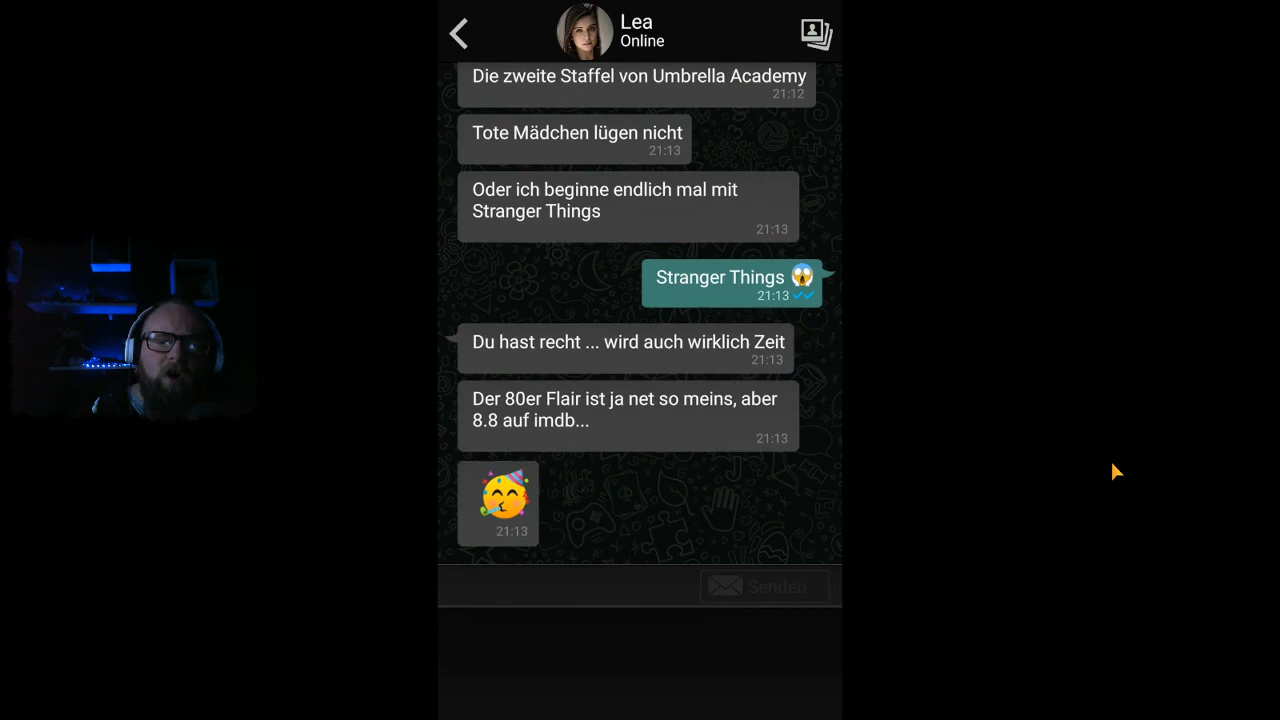 Lea
Online
Die zweite Staffel von Umbrella Academy
21:12
Tote Mädchen lügen nicht
21:13
Oder ich beginne endlich mal mit
Stranger Things
21:13
Stranger Things 😱
21:13
Du hast recht ... wird auch wirklich Zeit
21:13
Der 80er Flair ist ja net so meins, aber
8.8 auf imdb...
21:13
🥳
21:13
Senden